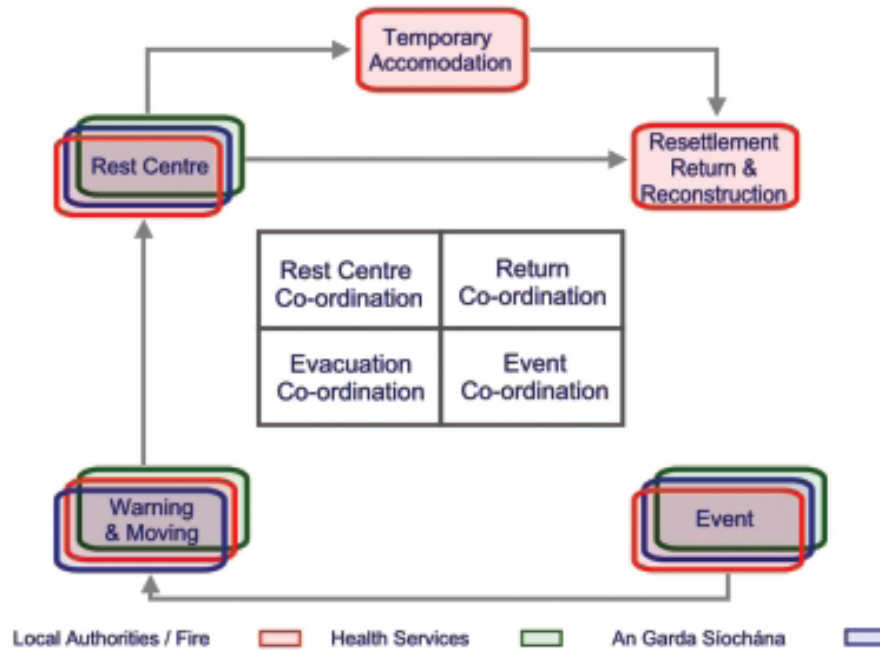 Temporary
Accomodation
Rest Centre
Resettlement
Return &
Reconstruction
Rest Centre
Co-ordination
Return
Co-ordination
Evacuation
Co-ordination
Event
Co-ordination
Warning
& Moving
Event
Local Authorities / Fire
Health Services
An Garda Síochána